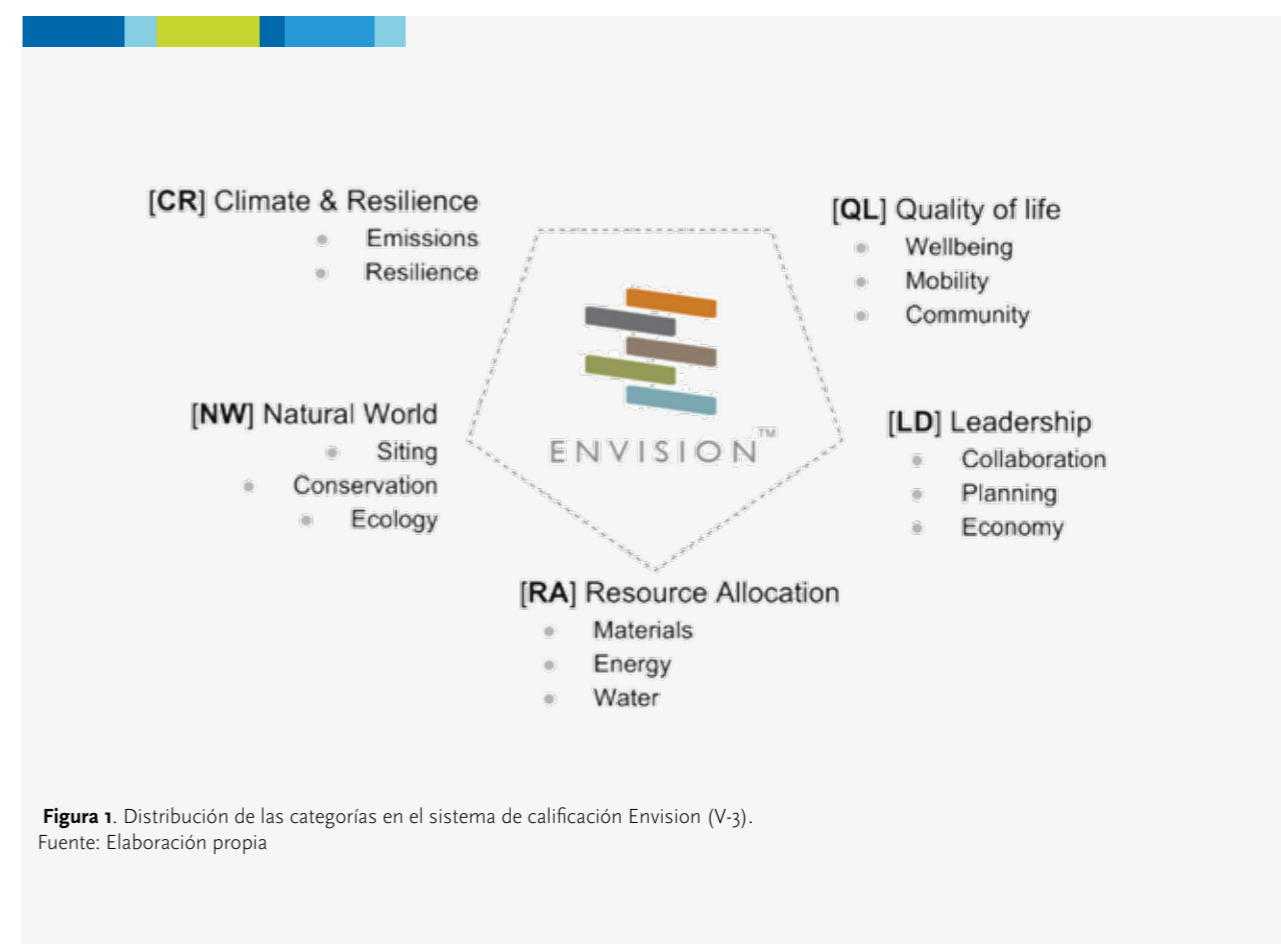 [CR] Climate & Resilience
Emissions
Resilience
[QL] Quality of life
Wellbeing
Mobility
Community
ENVISION™
[NW] Natural World
Siting
Conservation
Ecology
[LD] Leadership
Collaboration
Planning
Economy
[RA] Resource Allocation
Materials
Energy
Water
Figura 1. Distribución de las categorías en el sistema de calificación Envision (V-3).
Fuente: Elaboración propia